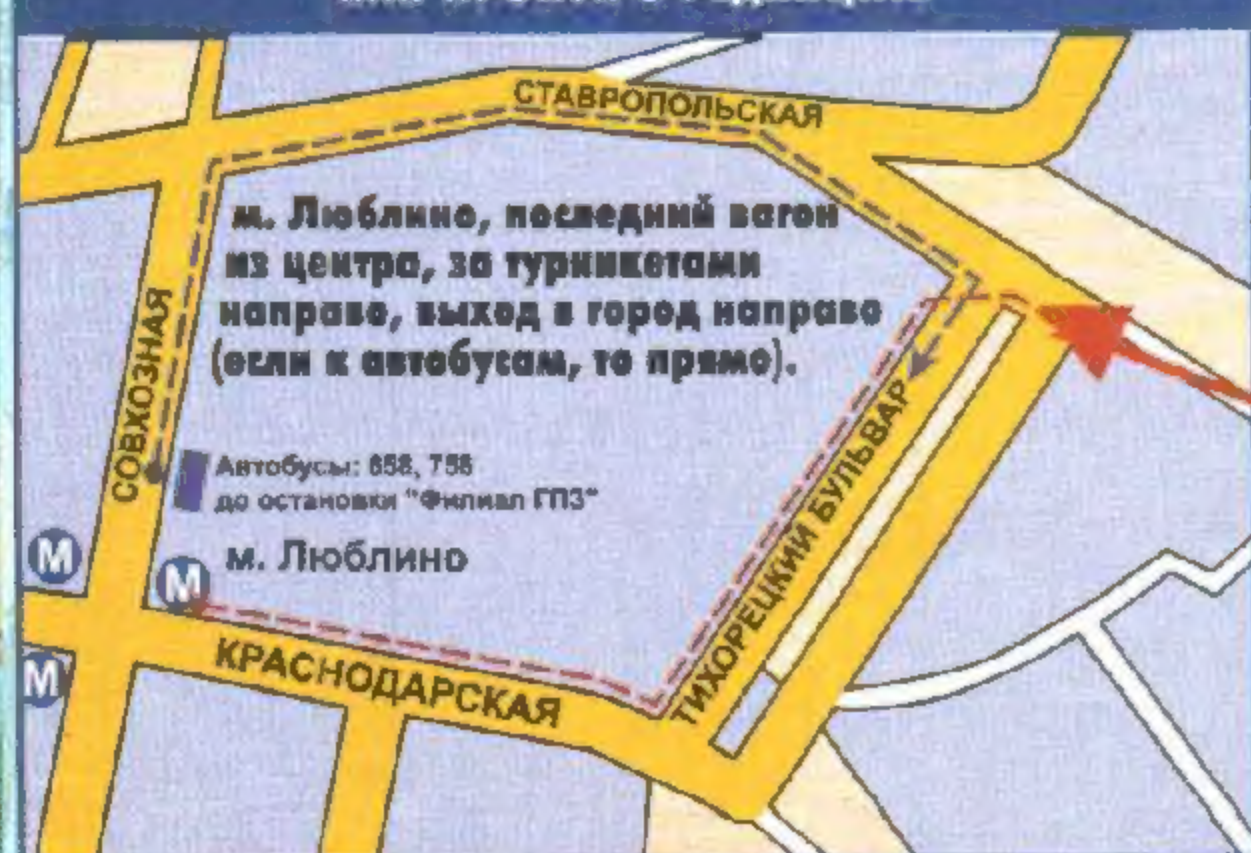 СТАВРОПОЛЬСКАЯ
м. Люблино, последний вагон
из центра, за турникетами
направо, выход в город направо
(если к автобусам, то прямо).
СОВХОЗНАЯ
Автобусы: 658, 756
до остановки "Филиал ГПЗ"
М
м. Люблино
М
М
КРАСНОДАРСКАЯ
ТИХОРЕЦКИЙ БУЛЬВАР